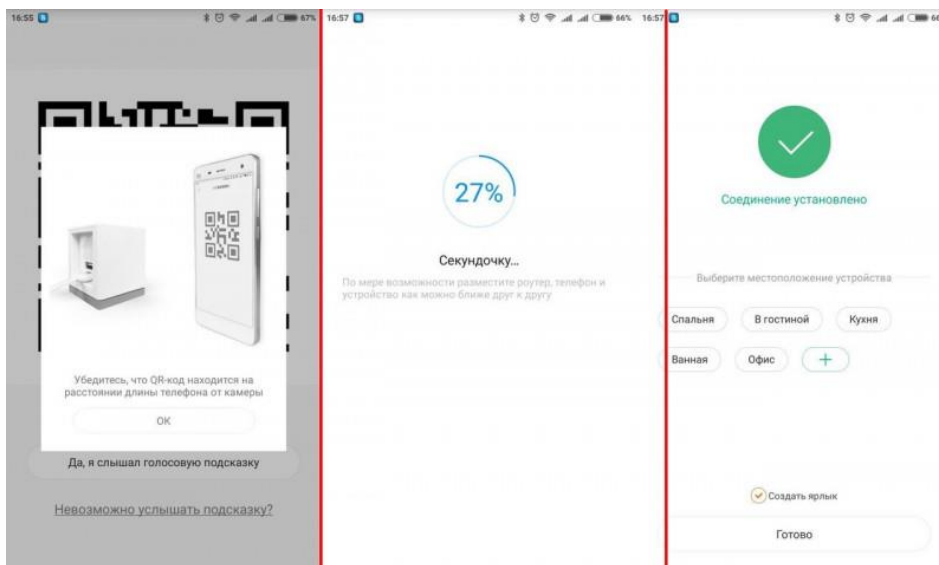 16:55
67%
Убедитесь, что QR-код находится на
расстоянии длины телефона от камеры
OK
Да, я слышал голосовую подсказку
Невозможно услышать подсказку?
16:57
66%
27%
Секундочку...
По мере возможности разместите роутер, телефон и
устройство как можно ближе друг к другу
16:57
66
Соединение установлено
Выберите местоположение устройства
Спальня
В гостиной
Кухня
Ванная
Офис
+
Создать ярлык
Готово